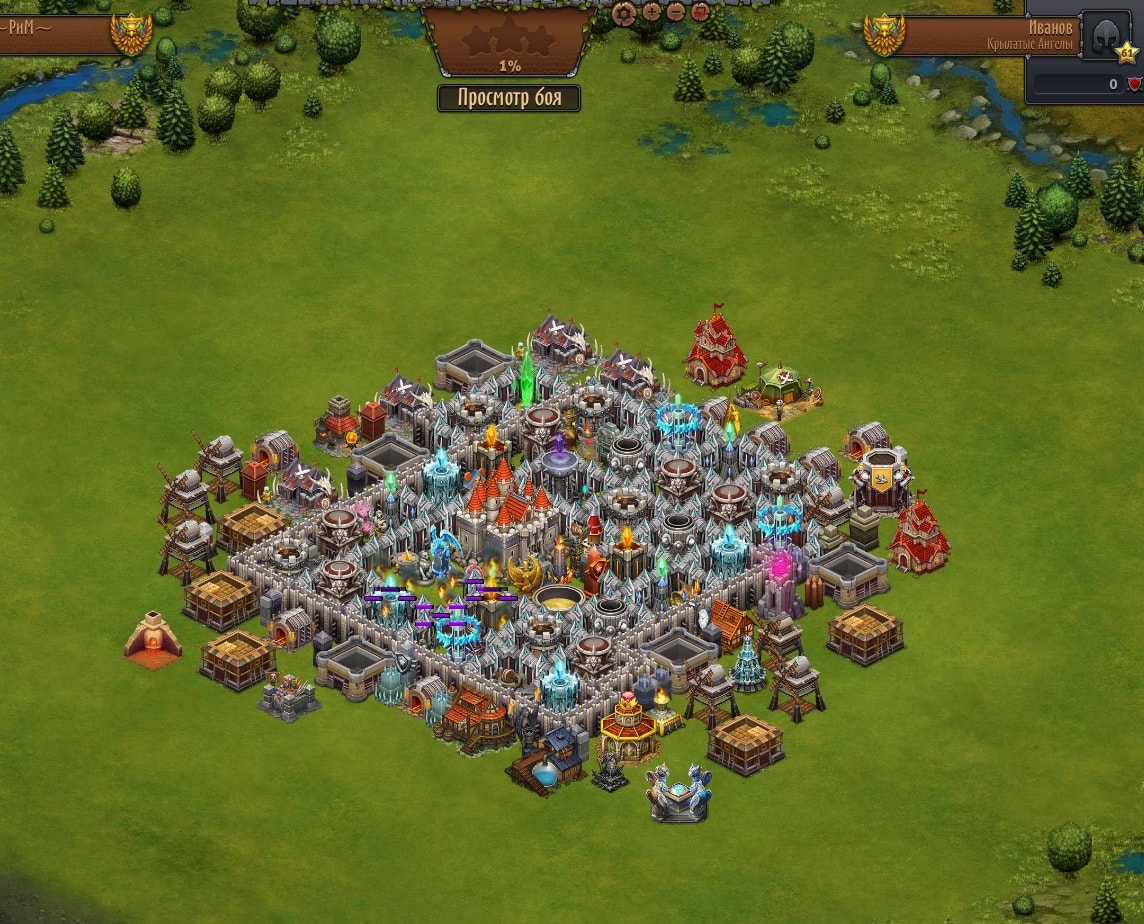 ~РиМ~
1%
Просмотр боя
Иванов
Крылатые Ангелы
61
0